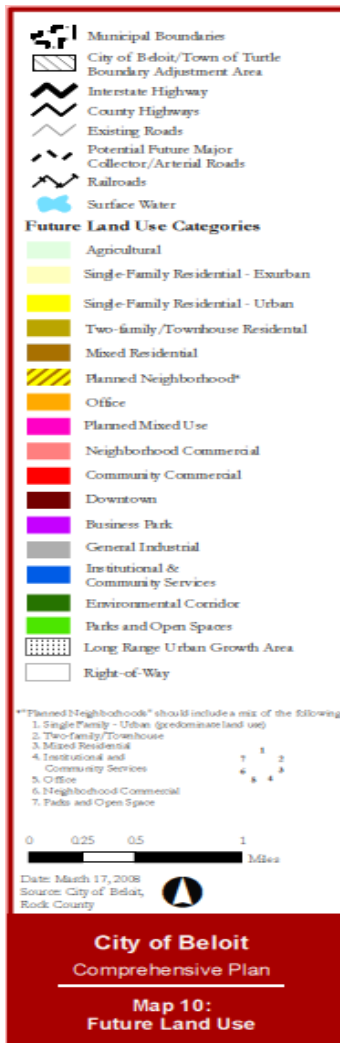 Municipal Boundaries
City of Beloit/Town of Turtle
Boundary Adjustment Area
Interstate Highway
County Highways
Existing Roads
Potential Future Major
Collector/Arterial Roads
Railroads
Surface Water
Future Land Use Categories
Agricultural
Single-Family Residential - Exurban
Single-Family Residential - Urban
Two-family/Townhouse Residental
Mixed Residential
Planned Neighborhood*
Office
Planned Mixed Use
Neighborhood Commercial
Community Commercial
Downtown
Business Park
General Industrial
Institutional &
Community Services
Environmental Corridor
Parks and Open Spaces
Long Range Urban Growth Area
Right-of-Way
*"Planned Neighborhoods" should include a mix of the following:
1. Single Family - Urban (predominate land use)
2. Two-family/Townhouse
3. Mixed Residential
4. Institutional and
Community Services
5. Office
6. Neighborhood Commercial
7. Parks and Open Space
1
7 2
6 3
5 4
0 0.25 0.5 1
Miles
Date: March 17, 2008
Source: City of Beloit,
Rock County
City of Beloit
Comprehensive Plan
Map 10:
Future Land Use